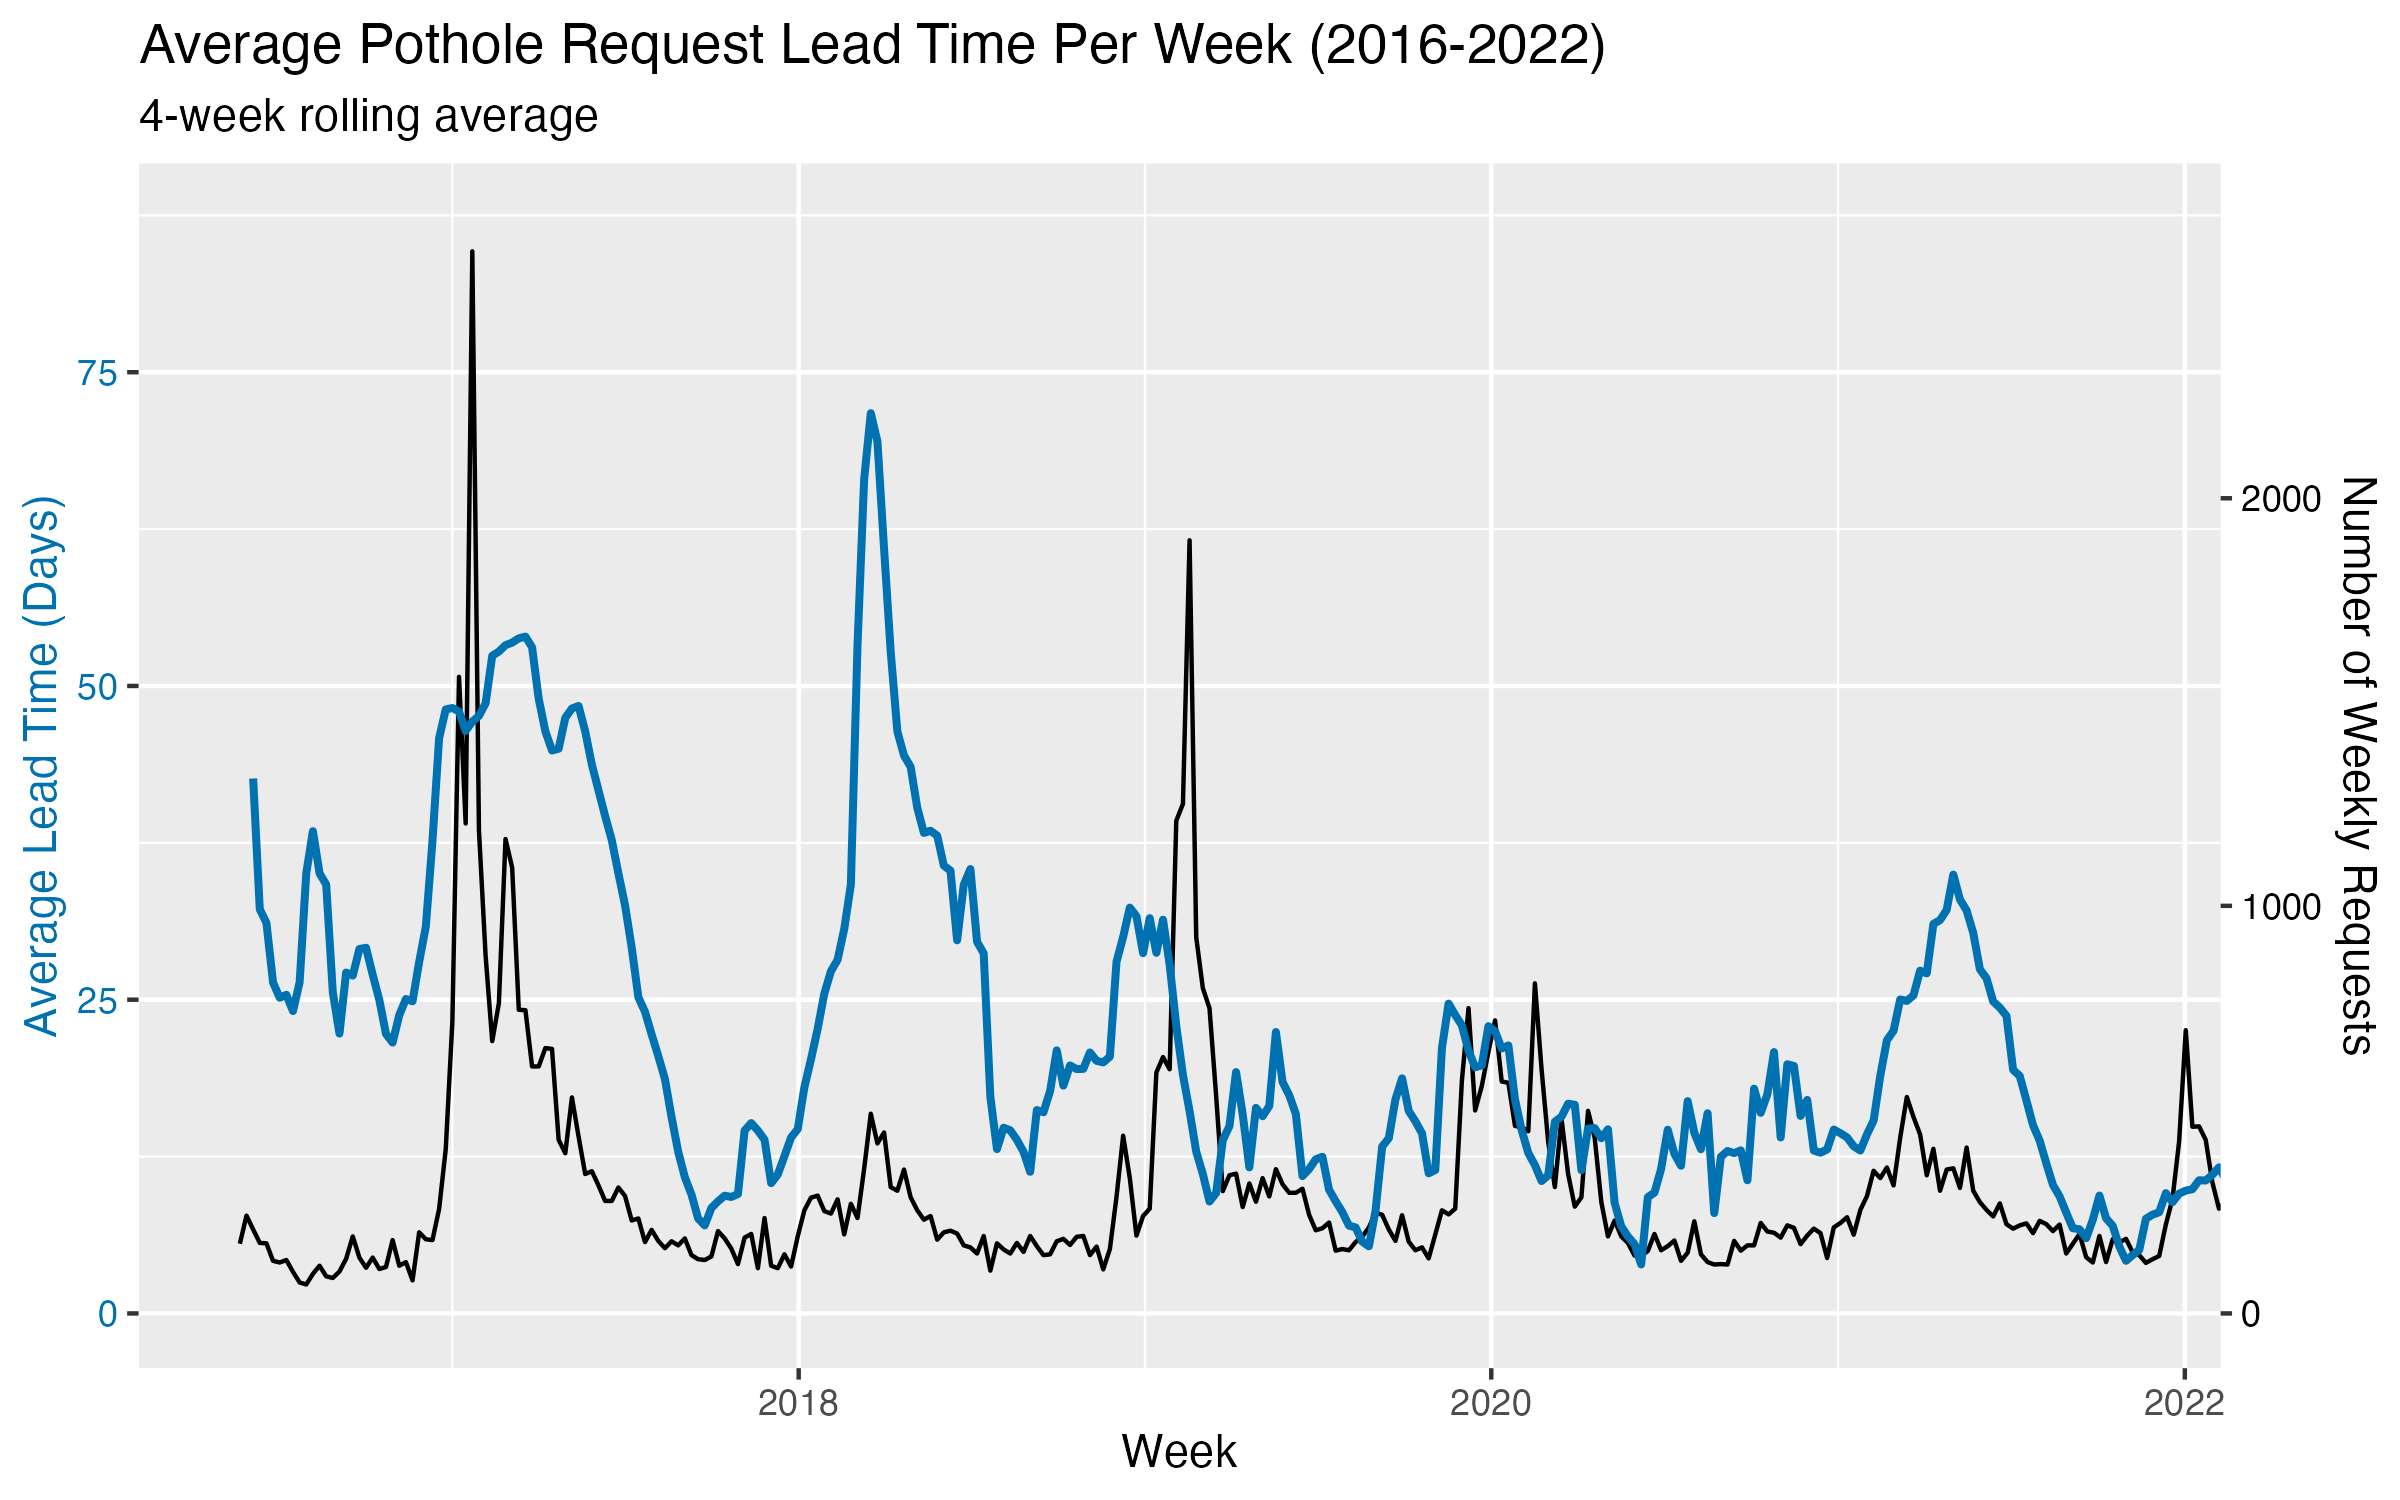 Average Pothole Request Lead Time Per Week (2016-2022)
4-week rolling average
Average Lead Time (Days)
75
50
25
0
2000
1000
0
Number of Weekly Requests
2018
2020
2022
Week